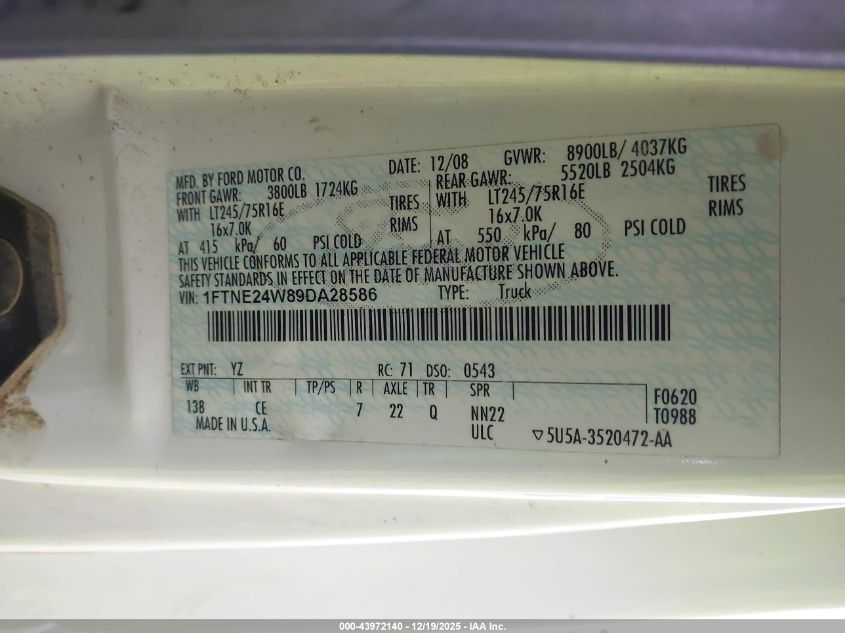 MFD. BY FORD MOTOR CO. DATE: 12/08 GVWR: 8900LB/ 4037KG
FRONT GAWR: 3800LB 1724KG REAR GAWR: 5520LB 2504KG
WITH LT245/75R16E TIRES WITH LT245/75R16E TIRES
16x7.0K RIMS 16x7.0K RIMS
AT 415 kPa/ 60 PSI COLD AT 550 kPa/ 80 PSI COLD
THIS VEHICLE CONFORMS TO ALL APPLICABLE FEDERAL MOTOR VEHICLE
SAFETY STANDARDS IN EFFECT ON THE DATE OF MANUFACTURE SHOWN ABOVE.
VIN: 1FTNE24W89DA28586 TYPE: Truck
EXT PNT: YZ RC: 71 DSO: 0543
WB INT TR TP/PS R AXLE TR SPR
138 CE 7 22 Q NN22 F0620
MADE IN U.S.A. ULC T0988
▽5U5A-3520472-AA
000-43972140 - 12/19/2025 - IAA Inc.